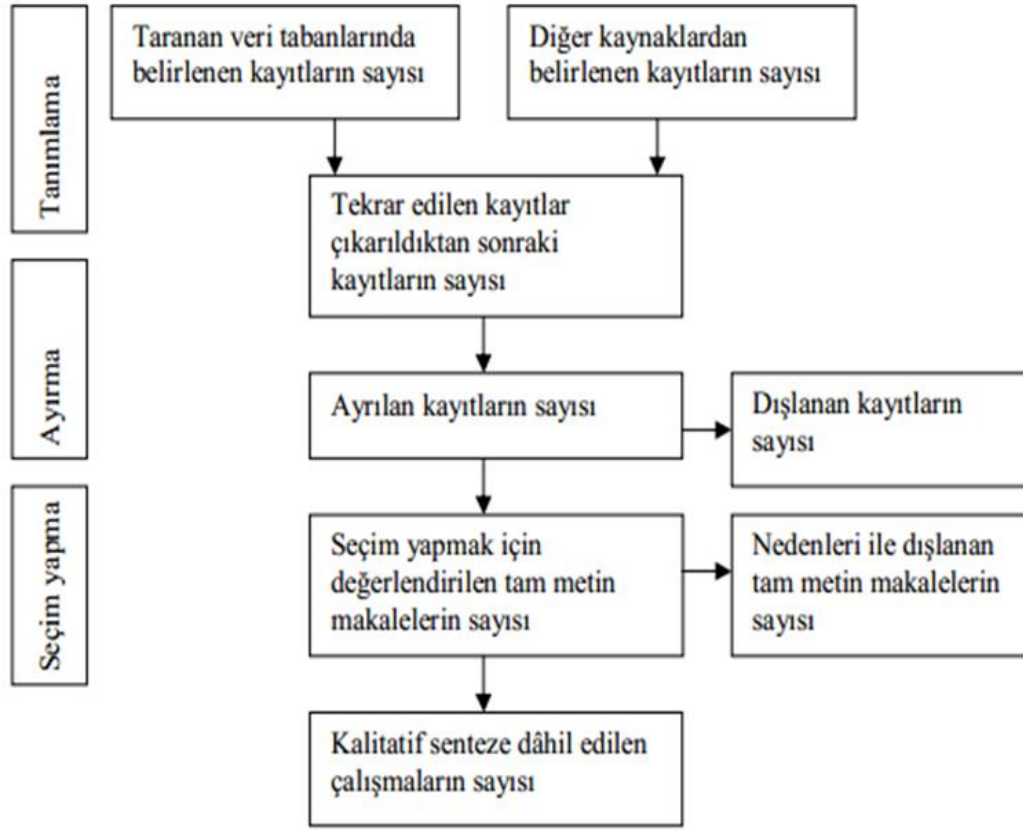 Tanımlama
Taranan veri tabanlarında
belirlenen kayıtların sayısı
Diğer kaynaklardan
belirlenen kayıtların sayısı
Tekrar edilen kayıtlar
çıkarıldıktan sonraki
kayıtların sayısı
Ayırma
Ayrılan kayıtların sayısı
Dışlanan kayıtların
sayısı
Seçim yapma
Seçim yapmak için
değerlendirilen tam metin
makalelerin sayısı
Nedenleri ile dışlanan
tam metin makalelerin
sayısı
Kalitatif senteze dâhil edilen
çalışmaların sayısı